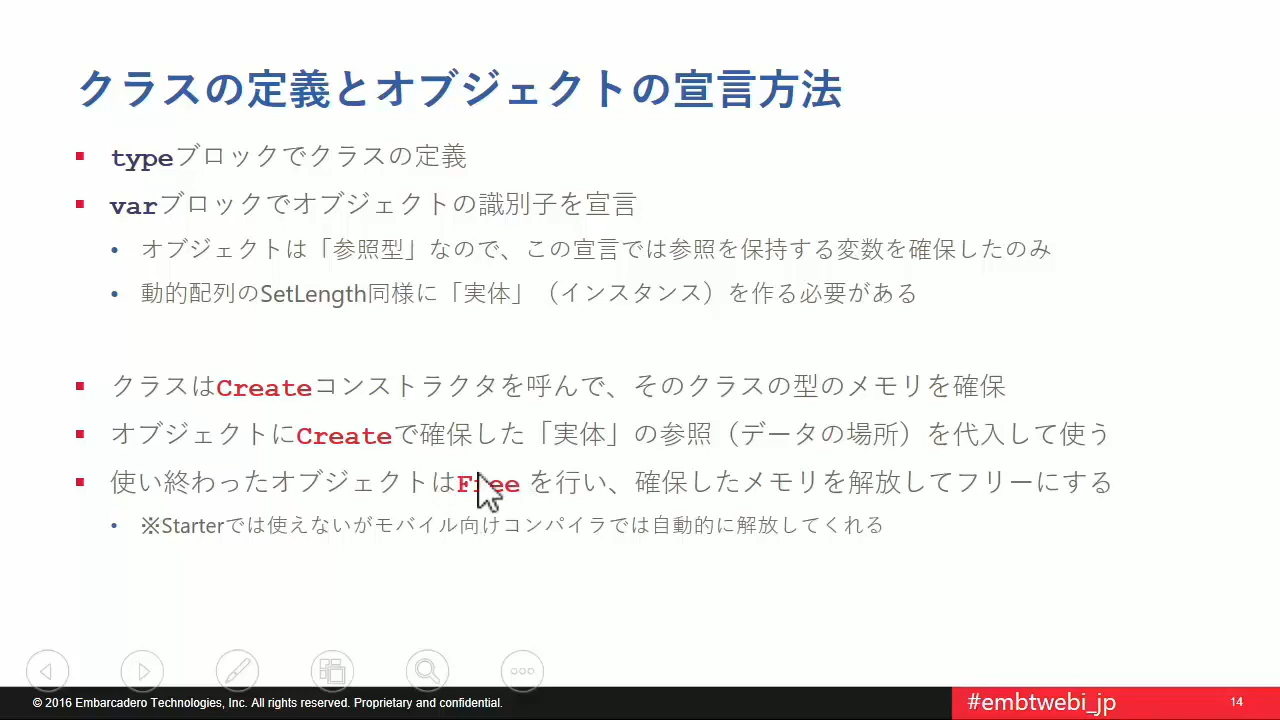 クラスの定義とオブジェクトの宣言方法
typeブロックでクラスの定義
varブロックでオブジェクトの識別子を宣言
オブジェクトは「参照型」なので、この宣言では参照を保持する変数を確保したのみ
動的配列のSetLength同様に「実体」（インスタンス）を作る必要がある
クラスはCreateコンストラクタを呼んで、そのクラスの型のメモリを確保
オブジェクトにCreateで確保した「実体」の参照（データの場所）を代入して使う
使い終わったオブジェクトはFree を行い、確保したメモリを解放してフリーにする
※Starterでは使えないがモバイル向けコンパイラでは自動的に解放してくれる
© 2016 Embarcadero Technologies, Inc. All rights reserved. Proprietary and confidential.
#embtwebi_jp
14